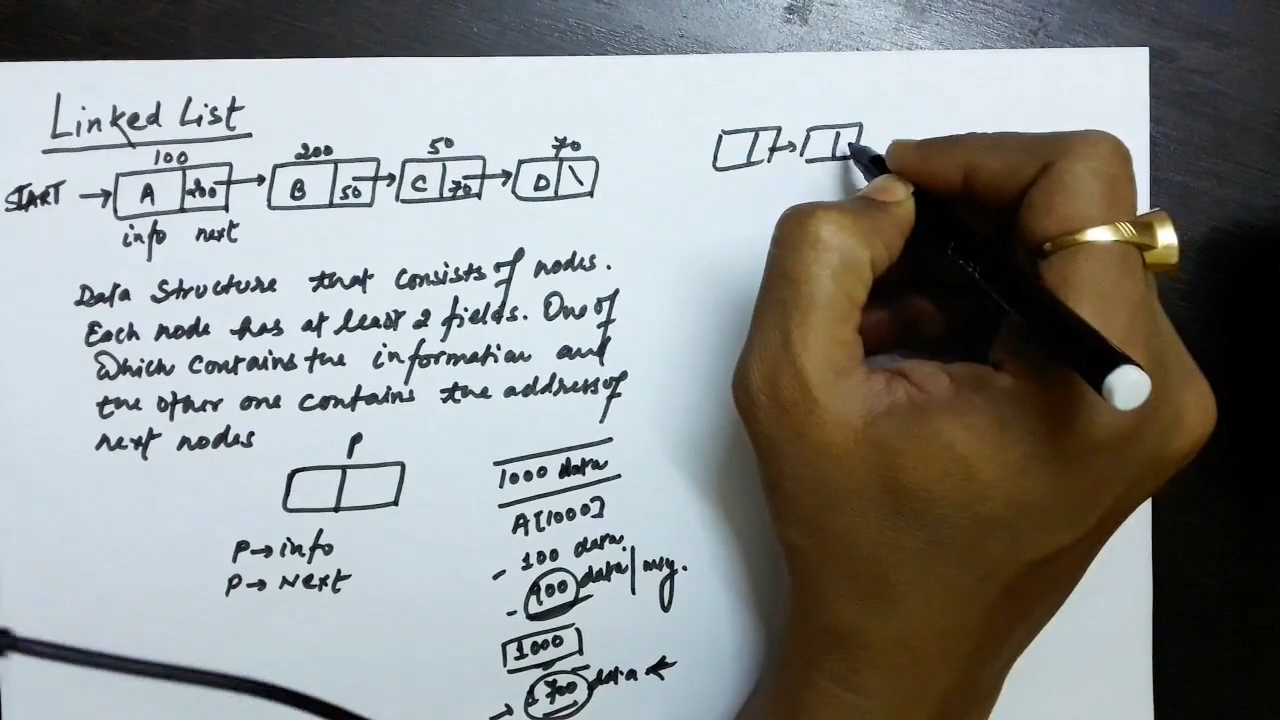 Linked List
100 200 50 70
START → A 200 → B 50 → C 70 → D \
info next
Data Structure that consists of nodes.
Each node has at least 2 fields. One of
which contains the information and
the other one contains the address of
next nodes
P
P→info
P→Next
1000 data
A[1000]
- 100 data
- 900 data |
1000
→ 1700 data ←